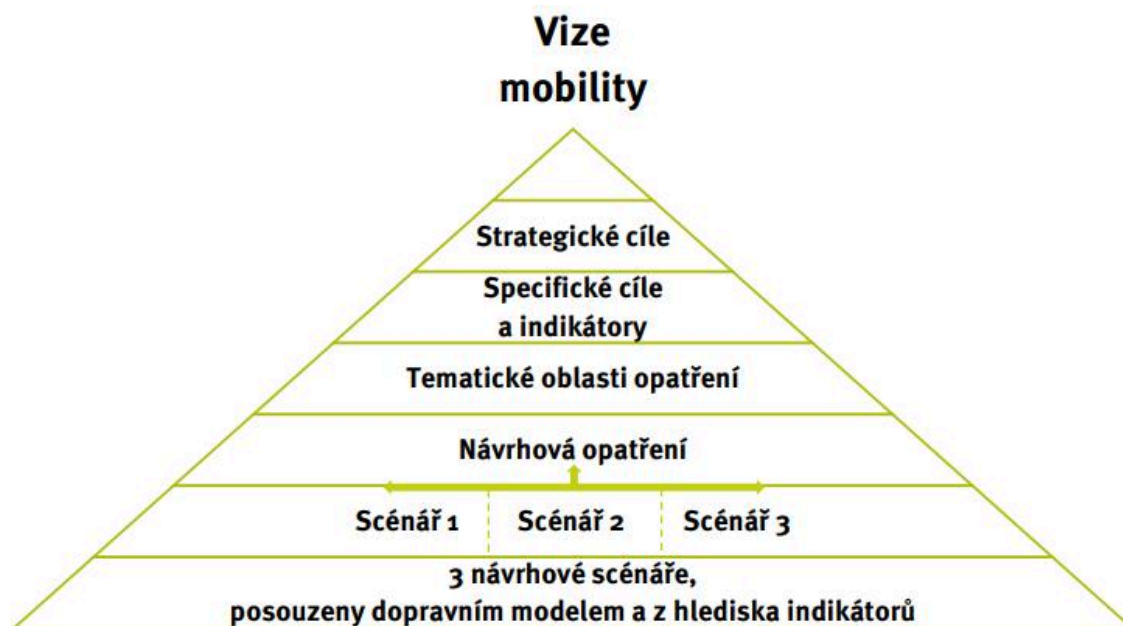 Vize
mobility
Strategické cíle
Specifické cíle
a indikátory
Tematické oblasti opatření
Návrhová opatření
Scénář 1 Scénář 2 Scénář 3
3 návrhové scénáře,
posouzeny dopravním modelem a z hlediska indikátorů